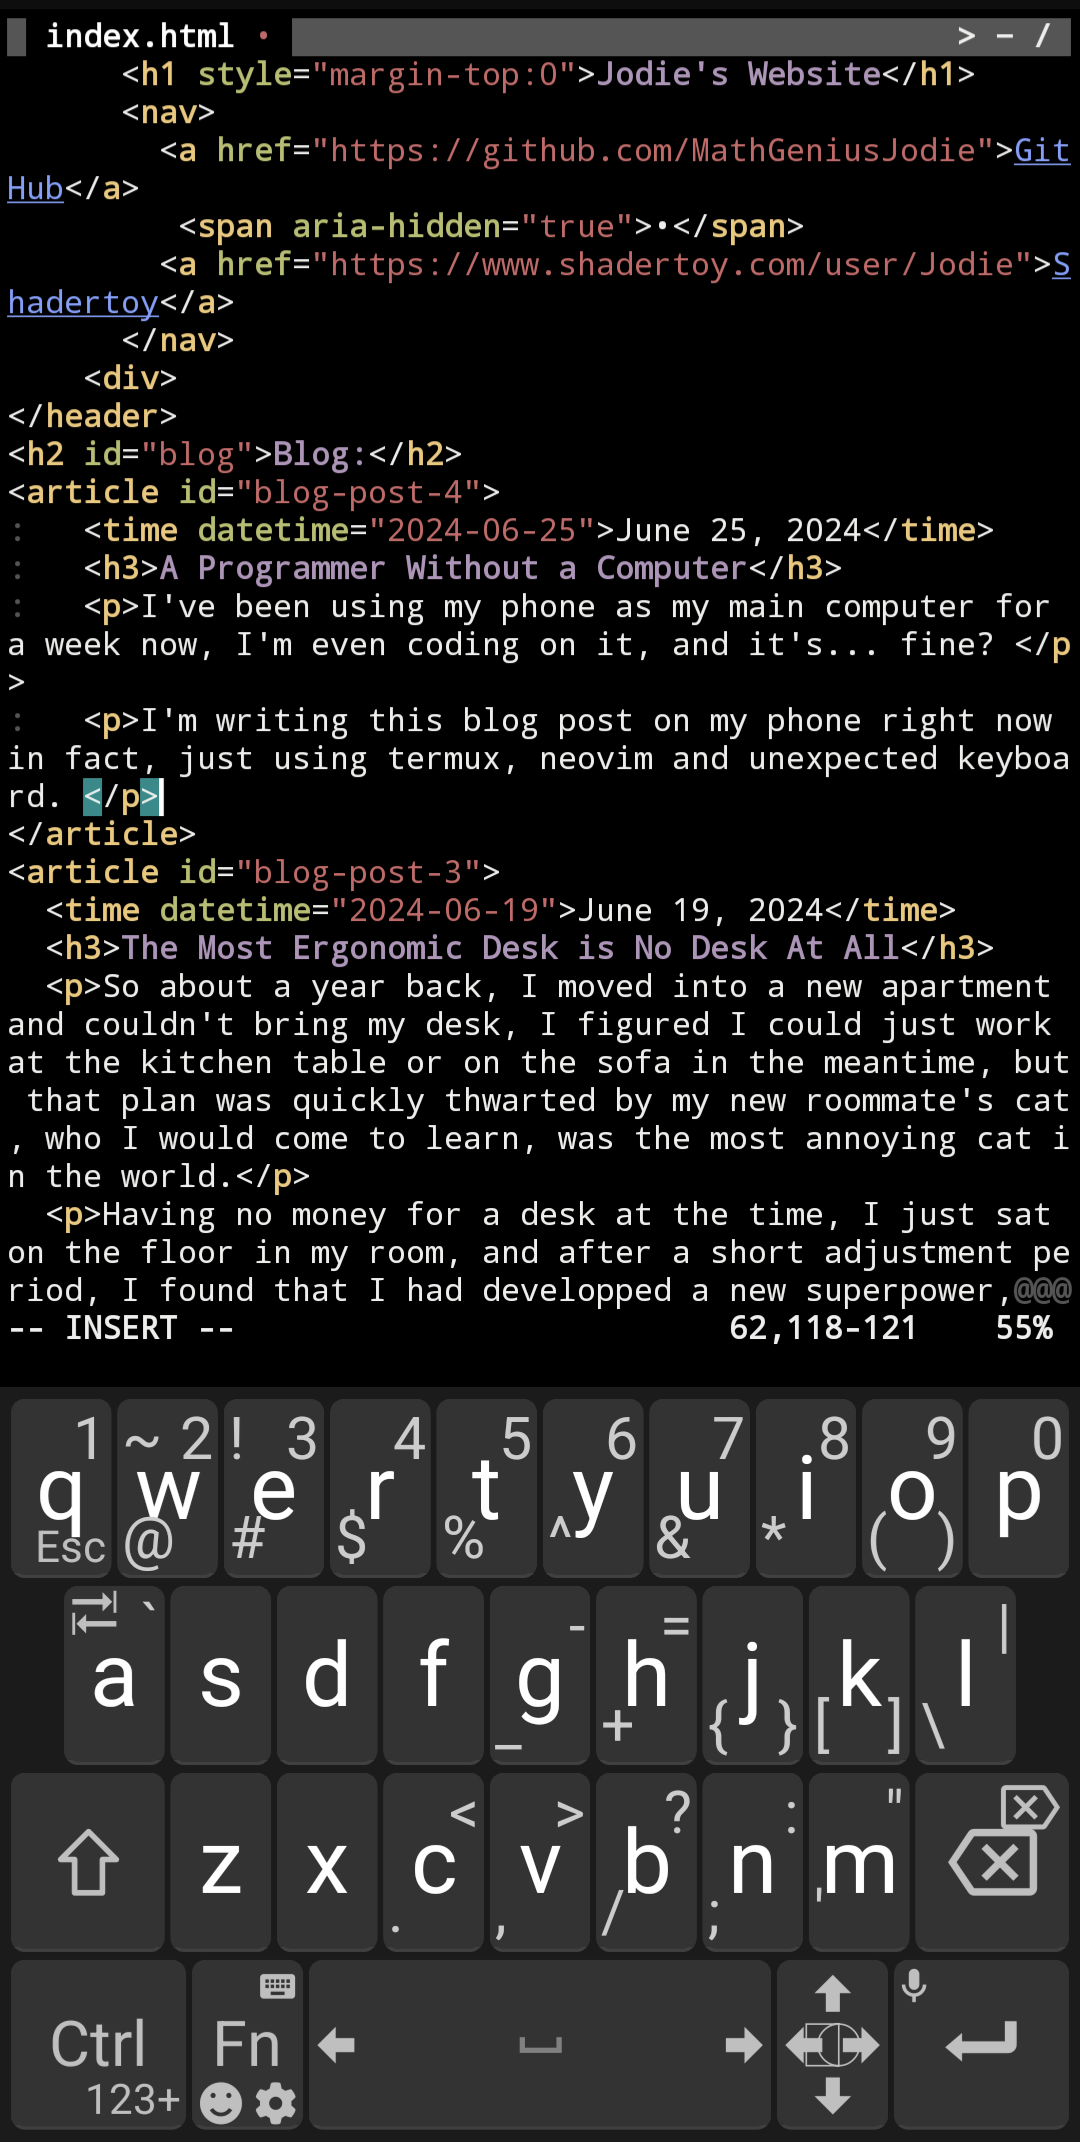 index.html • > - /
<h1 style="margin-top:0">Jodie's Website</h1>
<nav>
<a href="https://github.com/MathGeniusJodie">Git
Hub</a>
<span aria-hidden="true">•</span>
<a href="https://www.shadertoy.com/user/Jodie">S
hadertoy</a>
</nav>
<div>
</header>
<h2 id="blog">Blog:</h2>
<article id="blog-post-4">
: <time datetime="2024-06-25">June 25, 2024</time>
: <h3>A Programmer Without a Computer</h3>
: <p>I've been using my phone as my main computer for
a week now, I'm even coding on it, and it's... fine? </p
>
: <p>I'm writing this blog post on my phone right now
in fact, just using termux, neovim and unexpected keyboa
rd. </p>
</article>
<article id="blog-post-3">
<time datetime="2024-06-19">June 19, 2024</time>
<h3>The Most Ergonomic Desk is No Desk At All</h3>
<p>So about a year back, I moved into a new apartment
and couldn't bring my desk, I figured I could just work
at the kitchen table or on the sofa in the meantime, but
that plan was quickly thwarted by my new roommate's cat
, who I would come to learn, was the most annoying cat i
n the world.</p>
<p>Having no money for a desk at the time, I just sat
on the floor in my room, and after a short adjustment pe
riod, I found that I had developped a new superpower,@@@
-- INSERT -- 62,118-121 55%
1 ~ 2 ! 3 4 5 6 7 8 9 0
q w e r t y u i o p
Esc @ # $ % ^ & * ( )
` - = |
a s d f g h j k l
_ + { } [ ] \
< > ? : "
z x c v b n m
. , / ; '
Ctrl Fn
123+